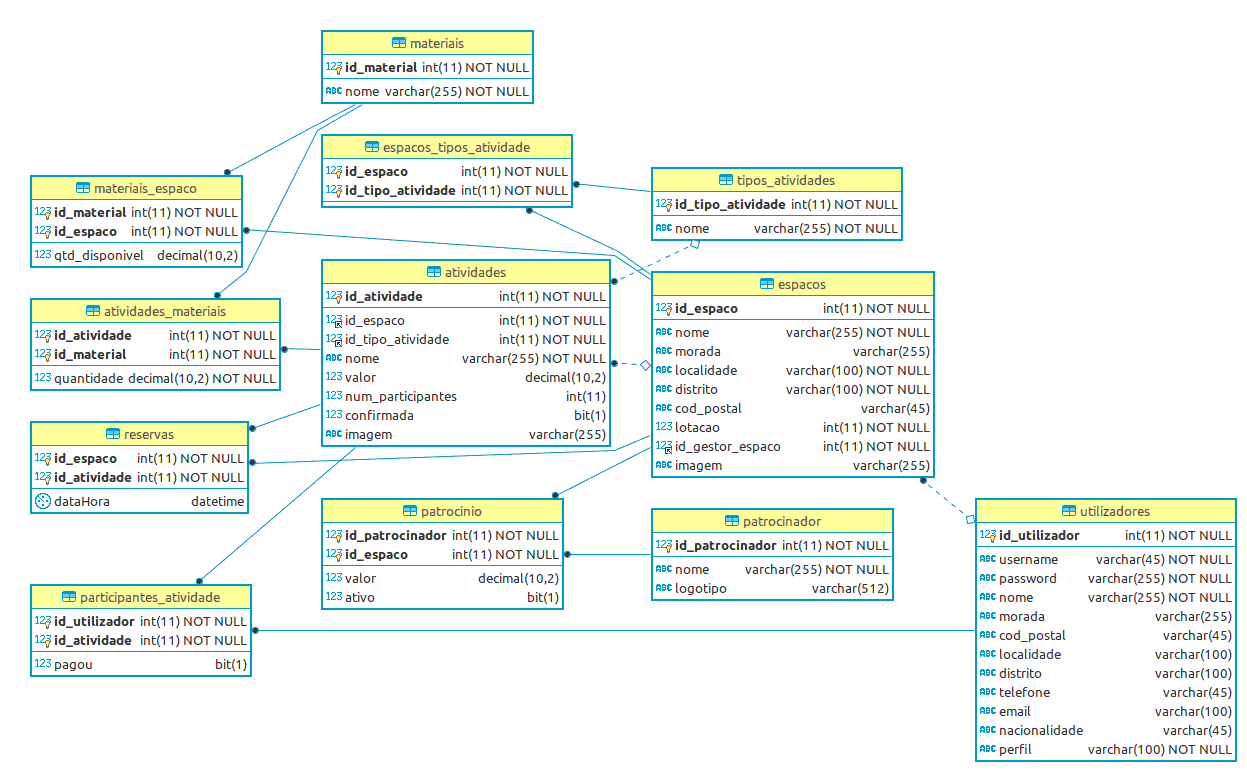 materiais
id_material int(11) NOT NULL
nome varchar(255) NOT NULL
espacos_tipos_atividade
id_espaco int(11) NOT NULL
id_tipo_atividade int(11) NOT NULL
tipos_atividades
id_tipo_atividade int(11) NOT NULL
nome varchar(255) NOT NULL
materiais_espaco
id_material int(11) NOT NULL
id_espaco int(11) NOT NULL
qtd_disponivel decimal(10,2)
atividades
id_atividade int(11) NOT NULL
id_espaco int(11) NOT NULL
id_tipo_atividade int(11) NOT NULL
nome varchar(255) NOT NULL
valor decimal(10,2)
num_participantes int(11)
confirmada bit(1)
imagem varchar(255)
espacos
id_espaco int(11) NOT NULL
nome varchar(255) NOT NULL
morada varchar(255)
localidade varchar(100) NOT NULL
distrito varchar(100) NOT NULL
cod_postal varchar(45)
lotacao int(11) NOT NULL
id_gestor_espaco int(11) NOT NULL
imagem varchar(255)
atividades_materiais
id_atividade int(11) NOT NULL
id_material int(11) NOT NULL
quantidade decimal(10,2) NOT NULL
reservas
id_espaco int(11) NOT NULL
id_atividade int(11) NOT NULL
dataHora datetime
patrocinio
id_patrocinador int(11) NOT NULL
id_espaco int(11) NOT NULL
valor decimal(10,2)
ativo bit(1)
patrocinador
id_patrocinador int(11) NOT NULL
nome varchar(255) NOT NULL
logotipo varchar(512)
utilizadores
id_utilizador int(11) NOT NULL
username varchar(45) NOT NULL
password varchar(255) NOT NULL
nome varchar(255) NOT NULL
morada varchar(255)
cod_postal varchar(45)
localidade varchar(100)
distrito varchar(100)
telefone varchar(45)
email varchar(100)
nacionalidade varchar(45)
perfil varchar(100) NOT NULL
participantes_atividade
id_utilizador int(11) NOT NULL
id_atividade int(11) NOT NULL
pagou bit(1)